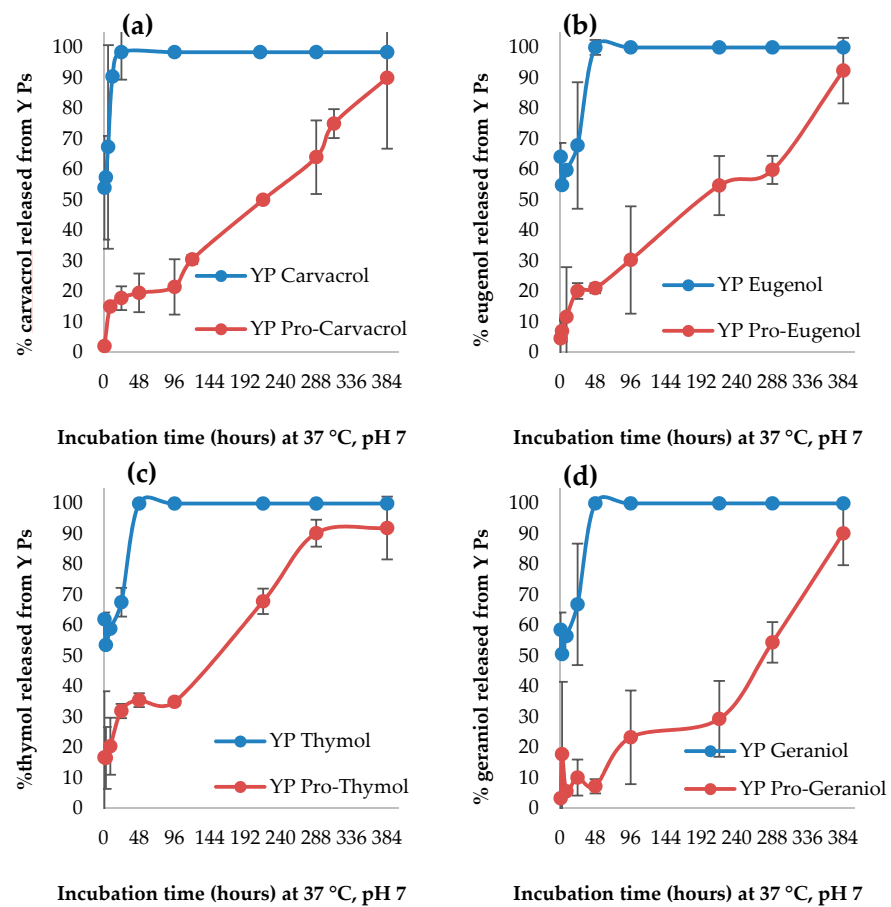 (a)
% carvacrol released from Y Ps
100
90
80
70
60
50
40
30
20
10
0
YP Carvacrol
YP Pro-Carvacrol
0 48 96 144 192 240 288 336 384
Incubation time (hours) at 37 °C, pH 7
(b)
% eugenol released from Y Ps
100
90
80
70
60
50
40
30
20
10
0
YP Eugenol
YP Pro-Eugenol
0 48 96 144 192 240 288 336 384
Incubation time (hours) at 37 °C, pH 7
(c)
%thymol released from Y Ps
100
90
80
70
60
50
40
30
20
10
0
YP Thymol
YP Pro-Thymol
0 48 96 144 192 240 288 336 384
Incubation time (hours) at 37 °C, pH 7
(d)
% geraniol released from Y Ps
100
90
80
70
60
50
40
30
20
10
0
YP Geraniol
YP Pro-Geraniol
0 48 96 144 192 240 288 336 384
Incubation time (hours) at 37 °C, pH 7